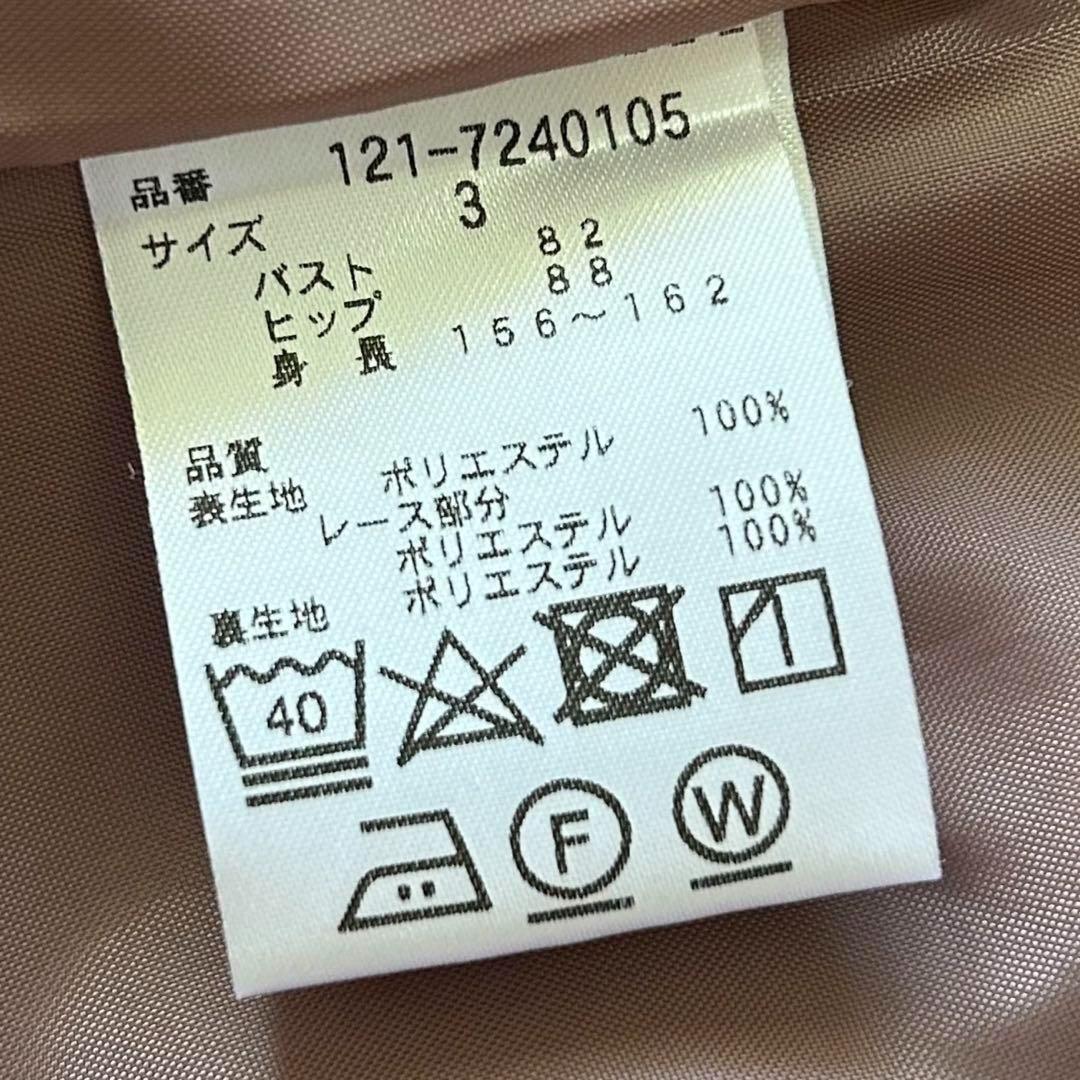 品番 121-7240105
サイズ 3
バスト 82
ヒップ 88
身長 156～162
品質
表生地 ポリエステル 100%
レース部分
ポリエステル 100%
裏生地 ポリエステル 100%
40
F W